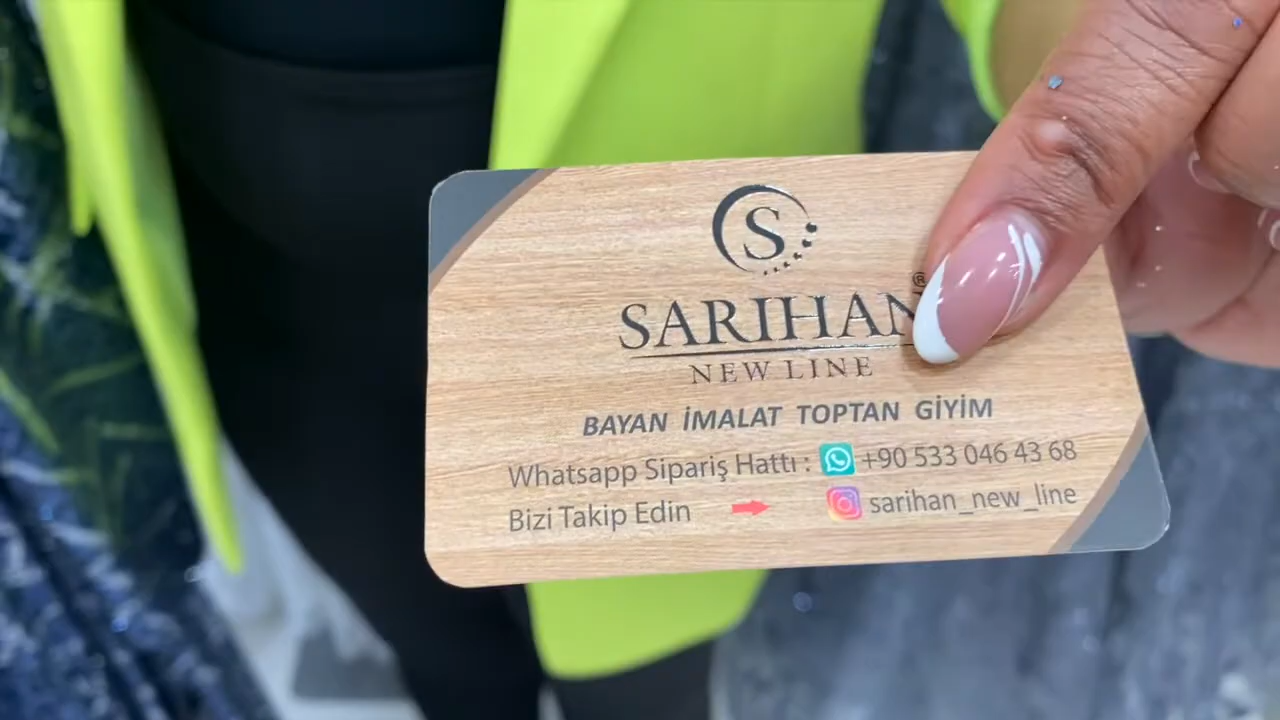 S
SARIHAN
®
NEW LINE
BAYAN İMALAT TOPTAN GİYİM
Whatsapp Sipariş Hattı : +90 533 046 43 68
Bizi Takip Edin sarihan_new_line